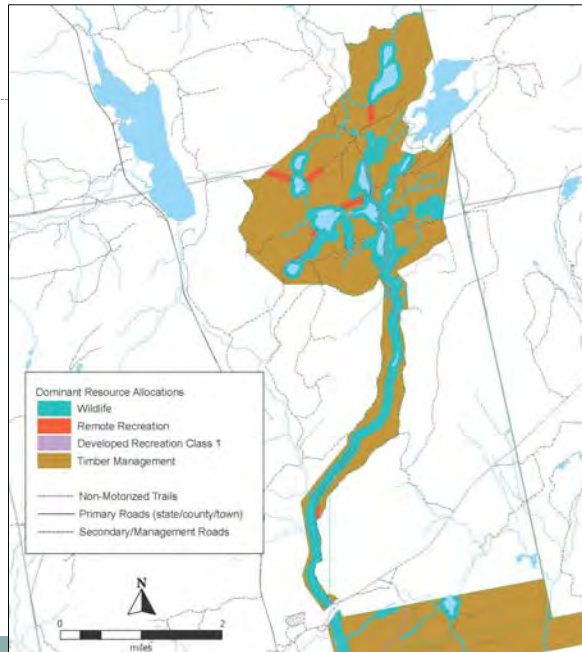 Dominant Resource Allocations
Wildlife
Remote Recreation
Developed Recreation Class 1
Timber Management
Non-Motorized Trails
Primary Roads (state/county/town)
Secondary/Management Roads
N
0 2
miles